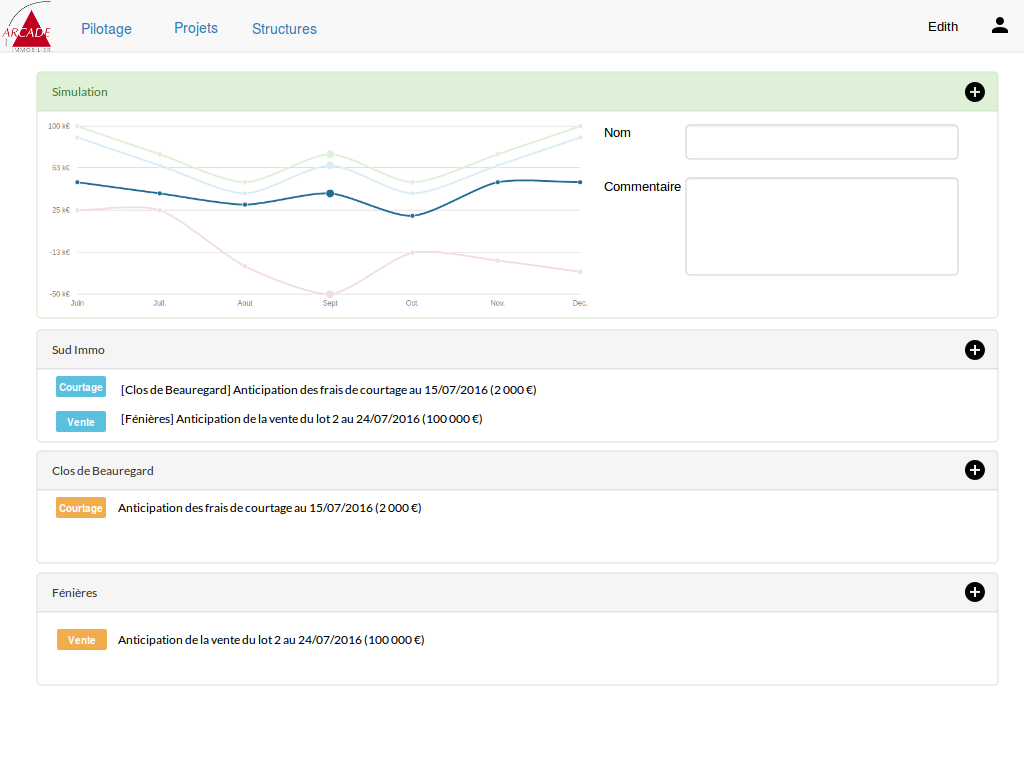 ARCADE
IMMOBILIER
Pilotage
Projets
Structures
Edith
Simulation
100 k€
63 k€
25 k€
-13 k€
-50 k€
Juin
Juil.
Aout
Sept
Oct.
Nov.
Dec.
Nom
Commentaire
Sud Immo
Courtage
[Clos de Beauregard] Anticipation des frais de courtage au 15/07/2016 (2 000 €)
Vente
[Fénières] Anticipation de la vente du lot 2 au 24/07/2016 (100 000 €)
Clos de Beauregard
Courtage
Anticipation des frais de courtage au 15/07/2016 (2 000 €)
Fénières
Vente
Anticipation de la vente du lot 2 au 24/07/2016 (100 000 €)